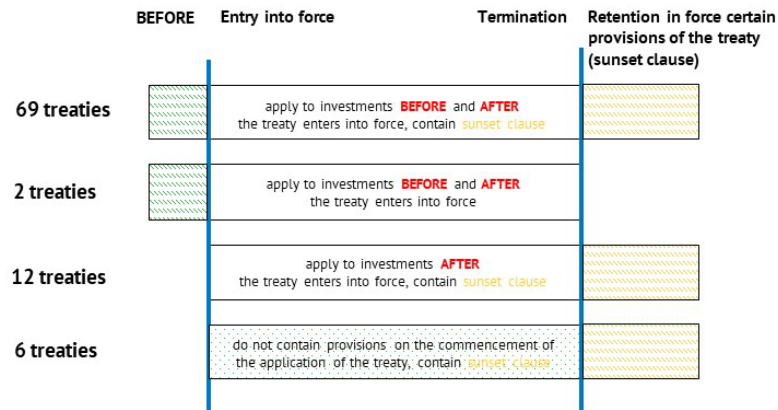 BEFORE
Entry into force
Termination
Retention in force certain
provisions of the treaty
(sunset clause)
69 treaties
apply to investments BEFORE and AFTER
the treaty enters into force, contain sunset clause
2 treaties
apply to investments BEFORE and AFTER
the treaty enters into force
12 treaties
apply to investments AFTER
the treaty enters into force, contain sunset clause
6 treaties
do not contain provisions on the commencement of
the application of the treaty, contain sunset clause